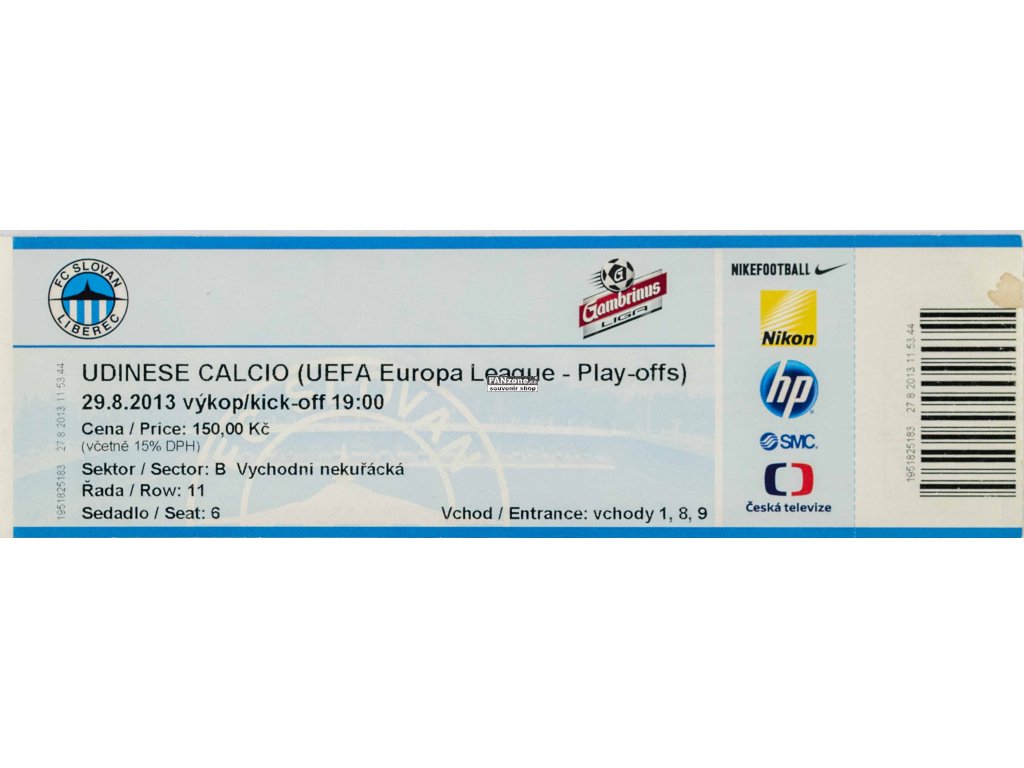 FC SLOVAN
LIBEREC
Gambrinus
LIGA
NIKEFOOTBALL
Nikon
hp
SMC.
Česká televize
UDINESE CALCIO (UEFA Europa League - Play-offs)
FANzone.cz
souvenir shop
29.8.2013 výkop/kick-off 19:00
Cena / Price: 150,00 Kč
(včetně 15% DPH)
Sektor / Sector: B Vychodni nekuřácká
Řada / Row: 11
Sedadlo / Seat: 6
Vchod / Entrance: vchody 1, 8, 9
1951825183 27 8 2013 11 53 44
1951825183 27 8 2013 11 53 44
SLOVAN